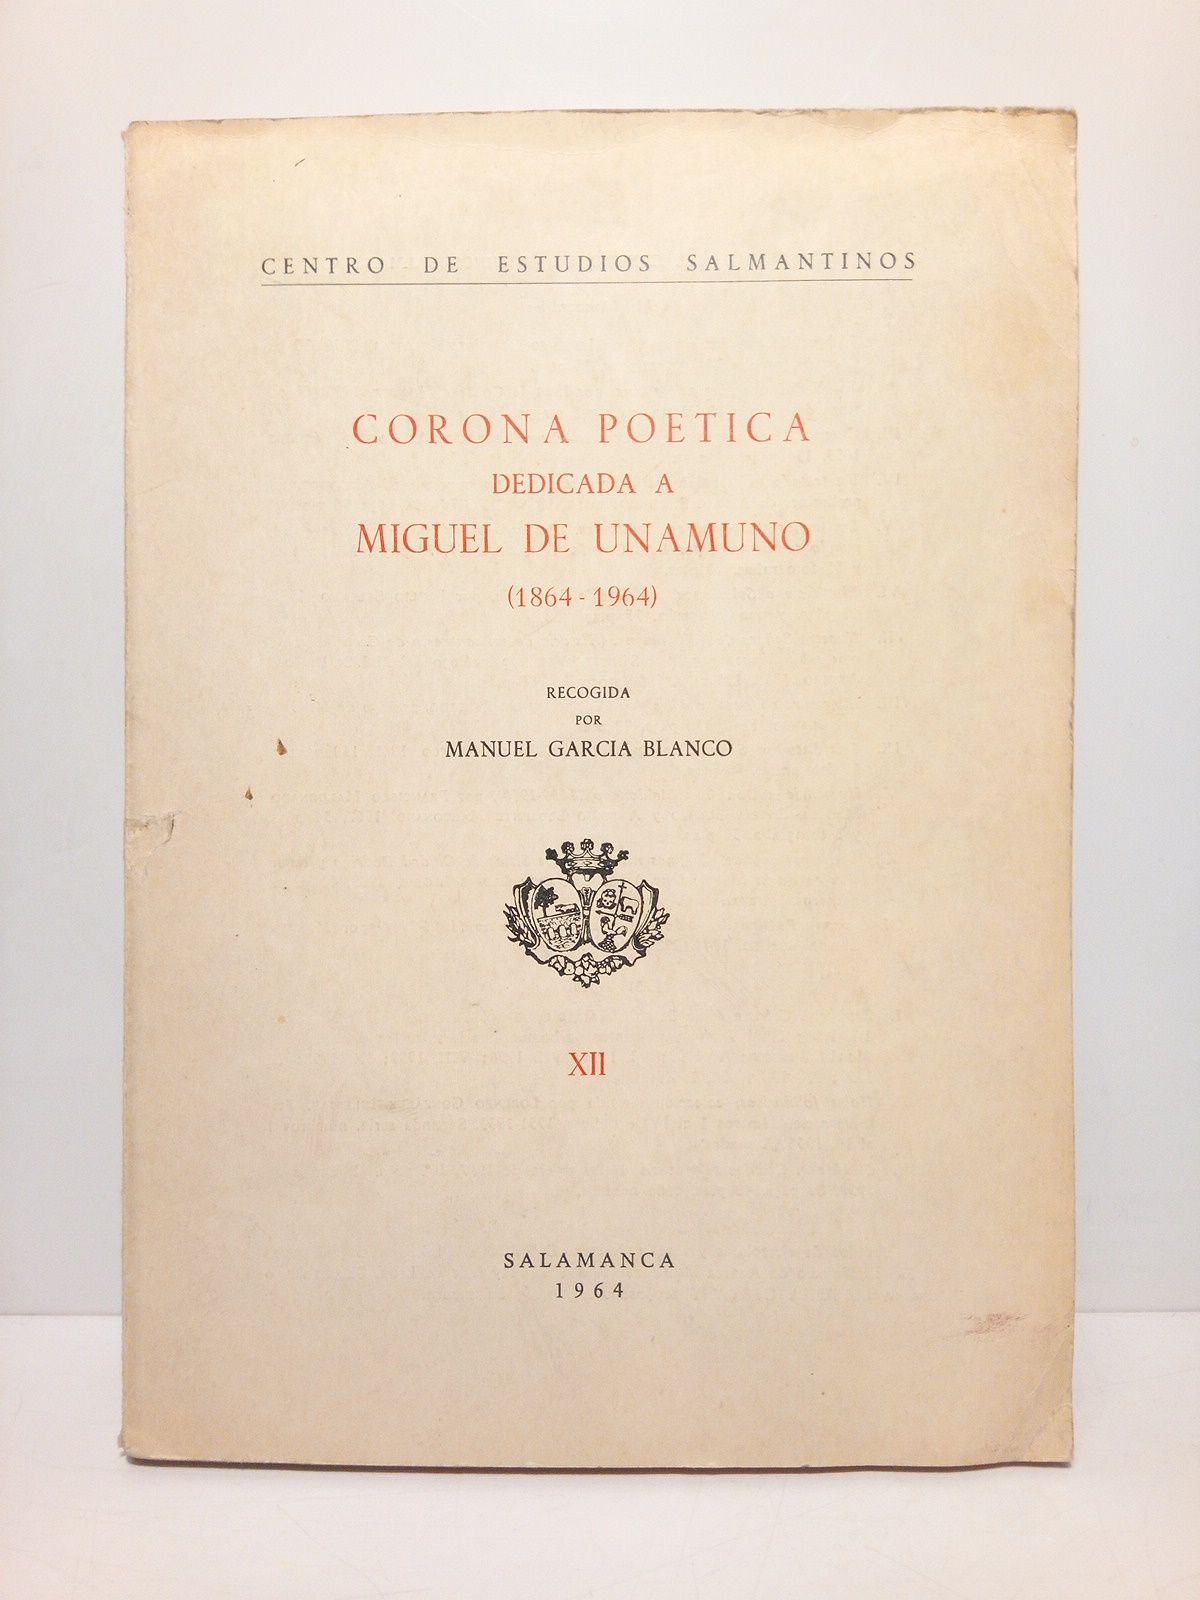 CENTRO DE ESTUDIOS SALMANTINOS
CORONA POETICA
DEDICADA A
MIGUEL DE UNAMUNO
(1864 - 1964)
RECOGIDA
POR
MANUEL GARCIA BLANCO
XII
SALAMANCA
1964